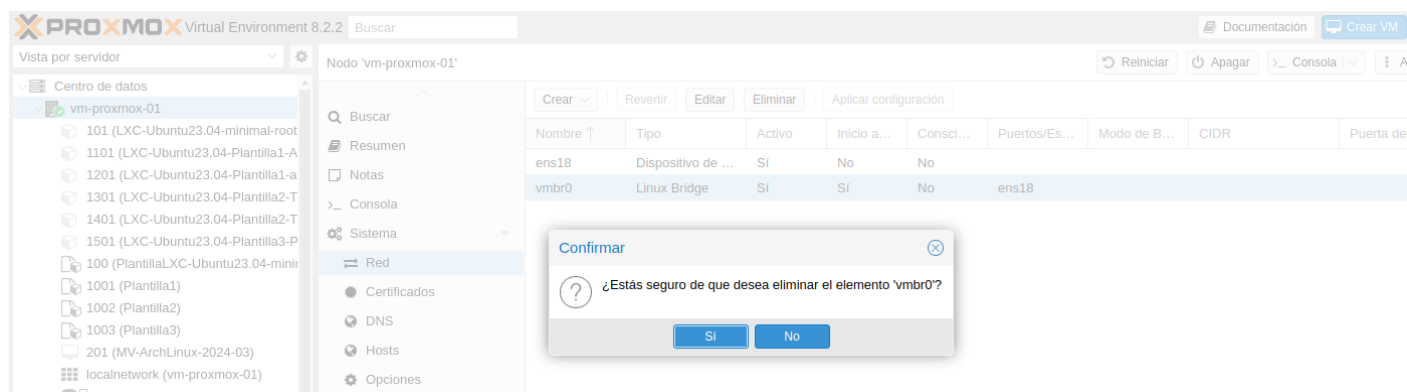 PROXMOX Virtual Environment 8.2.2 Buscar Documentación Crear VM
Vista por servidor Nodo 'vm-proxmox-01' Reiniciar Apagar >_ Consola
Centro de datos
vm-proxmox-01
101 (LXC-Ubuntu23.04-minimal-root
1101 (LXC-Ubuntu23.04-Plantilla1-A
1201 (LXC-Ubuntu23.04-Plantilla1-a
1301 (LXC-Ubuntu23.04-Plantilla2-T
1401 (LXC-Ubuntu23.04-Plantilla2-T
1501 (LXC-Ubuntu23.04-Plantilla3-P
100 (PlantillaLXC-Ubuntu23.04-minir
1001 (Plantilla1)
1002 (Plantilla2)
1003 (Plantilla3)
201 (MV-ArchLinux-2024-03)
localnetwork (vm-proxmox-01)
Buscar
Resumen
Notas
>_ Consola
Sistema
Red
Certificados
DNS
Hosts
Opciones
Crear Revertir Editar Eliminar Aplicar configuración
Nombre ↑ Tipo Activo Inicio a... Consci... Puertos/Es... Modo de B... CIDR Puerta de
ens18 Dispositivo de ... Sí No No
vmbr0 Linux Bridge Sí Sí No ens18
Confirmar
¿Estás seguro de que desea eliminar el elemento 'vmbr0'?
Sí No